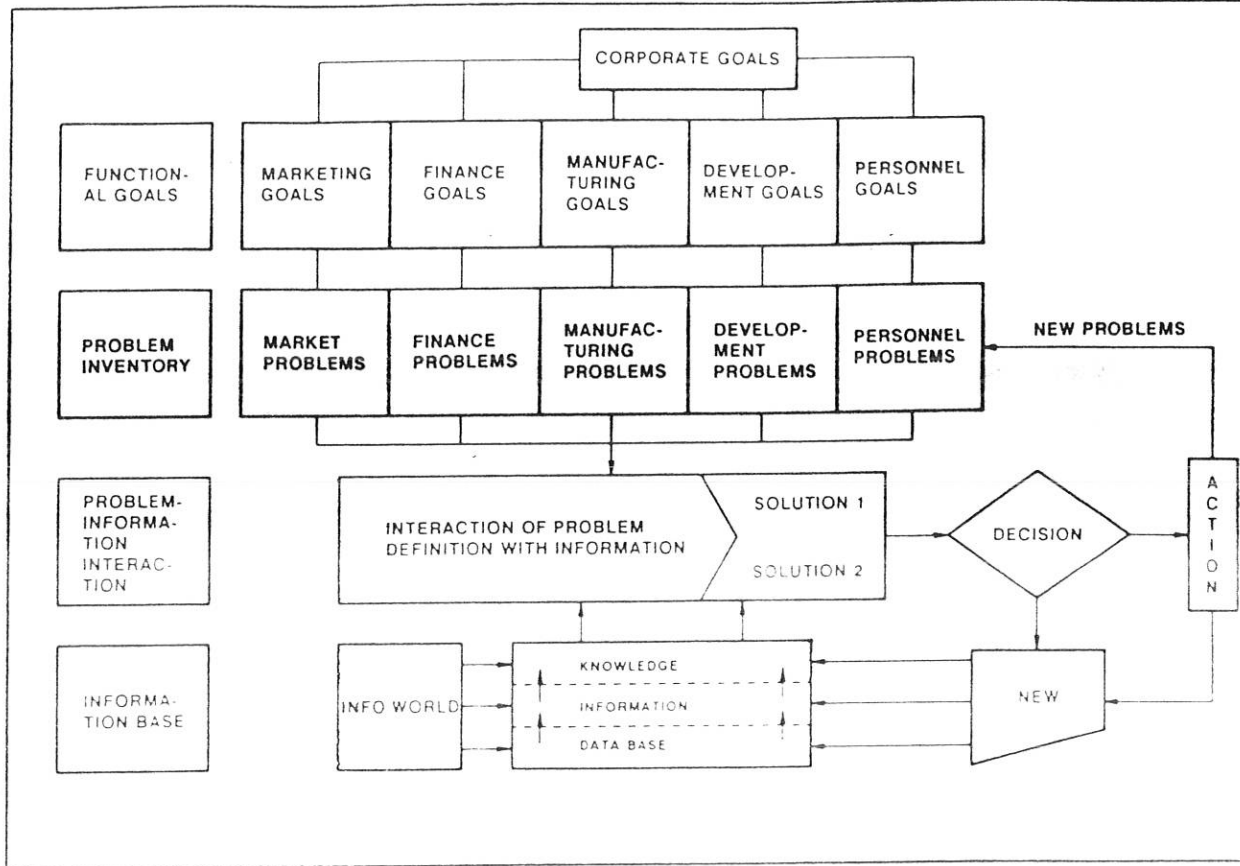 CORPORATE GOALS
FUNCTION-
AL GOALS
MARKETING
GOALS
FINANCE
GOALS
MANUFAC-
TURING
GOALS
DEVELOP-
MENT GOALS
PERSONNEL
GOALS
PROBLEM
INVENTORY
MARKET
PROBLEMS
FINANCE
PROBLEMS
MANUFAC-
TURING
PROBLEMS
DEVELOP-
MENT
PROBLEMS
PERSONNEL
PROBLEMS
NEW PROBLEMS
PROBLEM-
INFORMA-
TION
INTERAC-
TION
INTERACTION OF PROBLEM
DEFINITION WITH INFORMATION
SOLUTION 1
SOLUTION 2
DECISION
ACTION
INFORMA-
TION BASE
INFO WORLD
KNOWLEDGE
INFORMATION
DATA BASE
NEW